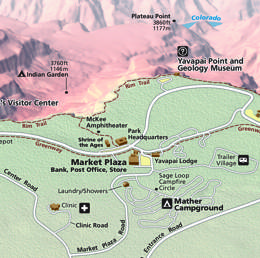 Plateau Point
3860ft
1177m
Colorado
Yavapai Point and
Geology Museum
3760ft
1146m
Indian Garden
Visitor Center
Rim Trail
Rim Trail
McKee
Amphitheater
Park
Headquarters
Shrine of
the Ages
Greenway
Greenway
Market Plaza
Bank, Post Office, Store
Yavapai Lodge
Trailer
Village
Sage Loop
Campfire
Circle
Center Road
Laundry/Showers
Mather
Campground
Clinic
Clinic Road
Market Plaza Road
Entrance Road